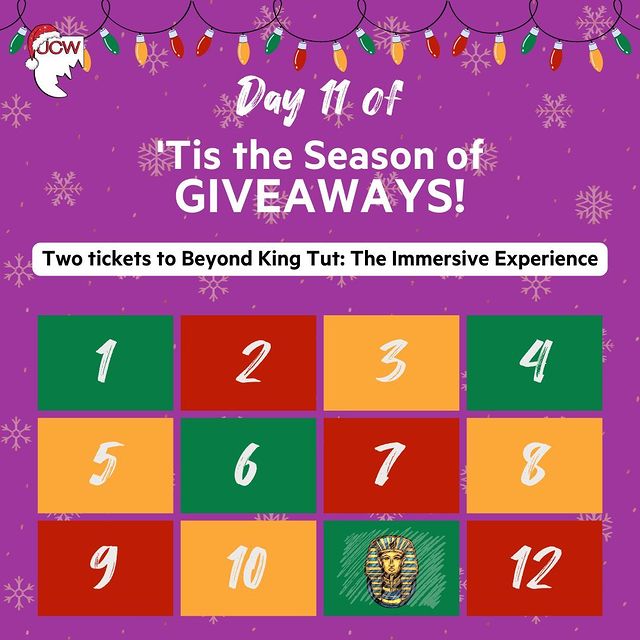 JCW
Day 11 of
'Tis the Season of
GIVEAWAYS!
Two tickets to Beyond King Tut: The Immersive Experience
1 2 3 4
5 6 7 8
9 10 12